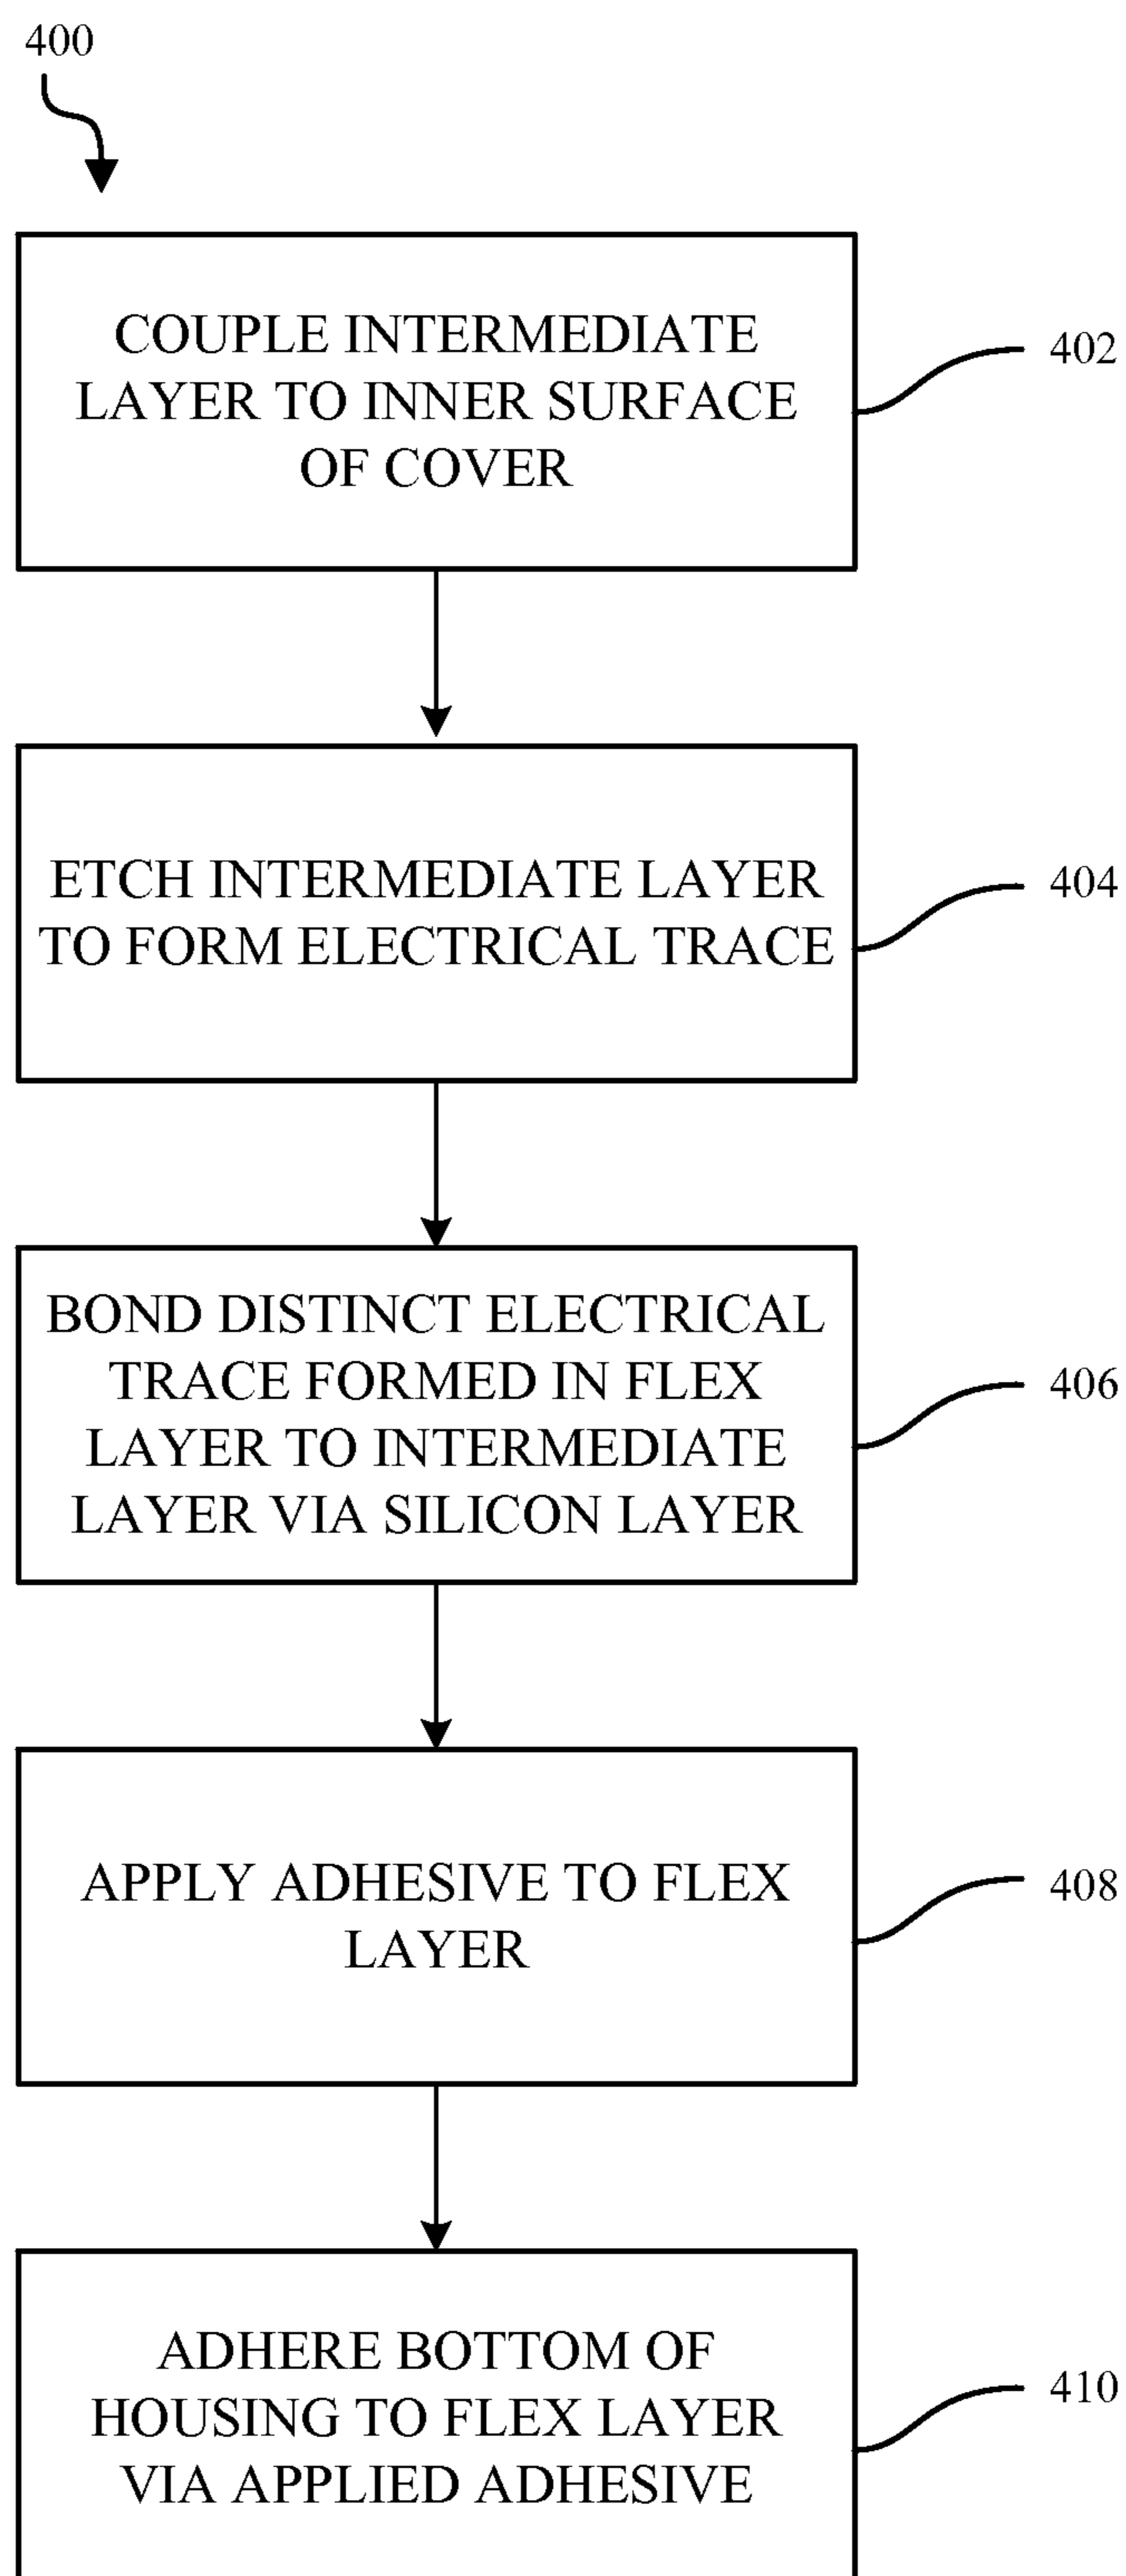 400
COUPLE INTERMEDIATE
LAYER TO INNER SURFACE
OF COVER
402
ETCH INTERMEDIATE LAYER
TO FORM ELECTRICAL TRACE
404
BOND DISTINCT ELECTRICAL
TRACE FORMED IN FLEX
LAYER TO INTERMEDIATE
LAYER VIA SILICON LAYER
406
APPLY ADHESIVE TO FLEX
LAYER
408
ADHERE BOTTOM OF
HOUSING TO FLEX LAYER
VIA APPLIED ADHESIVE
410